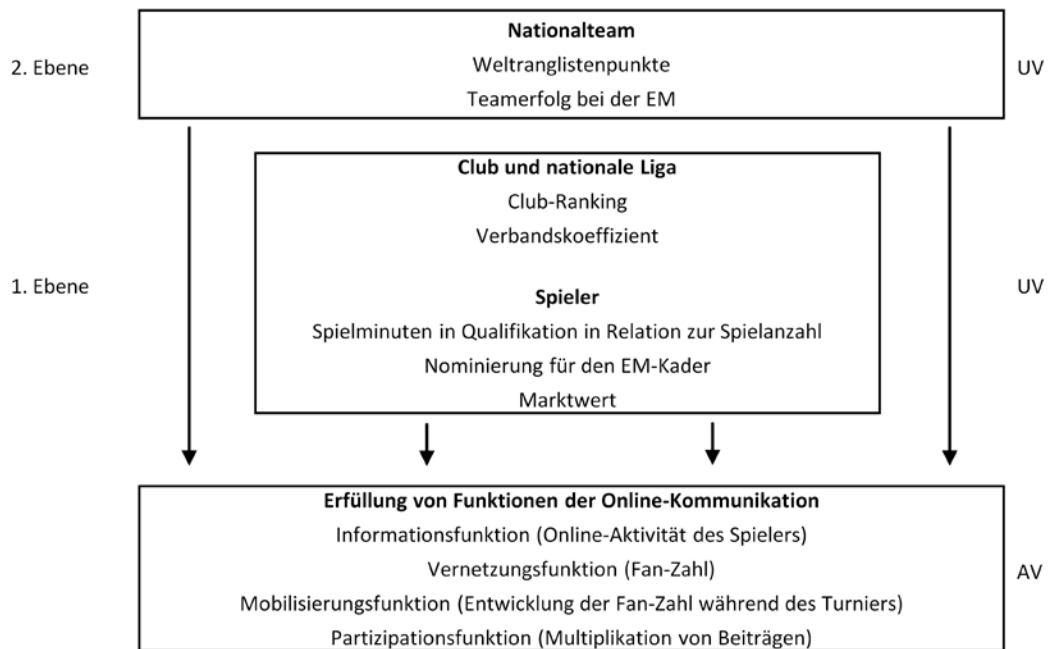 Nationalteam
2. Ebene Weltranglistenpunkte UV
Teamerfolg bei der EM
Club und nationale Liga
Club-Ranking
Verbandskoeffizient
1. Ebene UV
Spieler
Spielminuten in Qualifikation in Relation zur Spielanzahl
Nominierung für den EM-Kader
Marktwert
Erfüllung von Funktionen der Online-Kommunikation
Informationsfunktion (Online-Aktivität des Spielers)
Vernetzungsfunktion (Fan-Zahl) AV
Mobilisierungsfunktion (Entwicklung der Fan-Zahl während des Turniers)
Partizipationsfunktion (Multiplikation von Beiträgen)